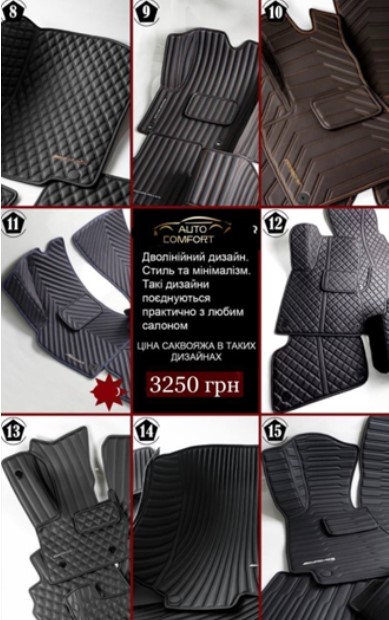 8
9
10
11
AUTO
COMFORT
?
Дволінійний дизайн.
Стиль та мінімалізм.
Такі дизайни
поєднуються
практично з любим
салоном
ЦІНА САКВОЯЖА В ТАКИХ
ДИЗАЙНАХ
3250 грн
12
13
14
15